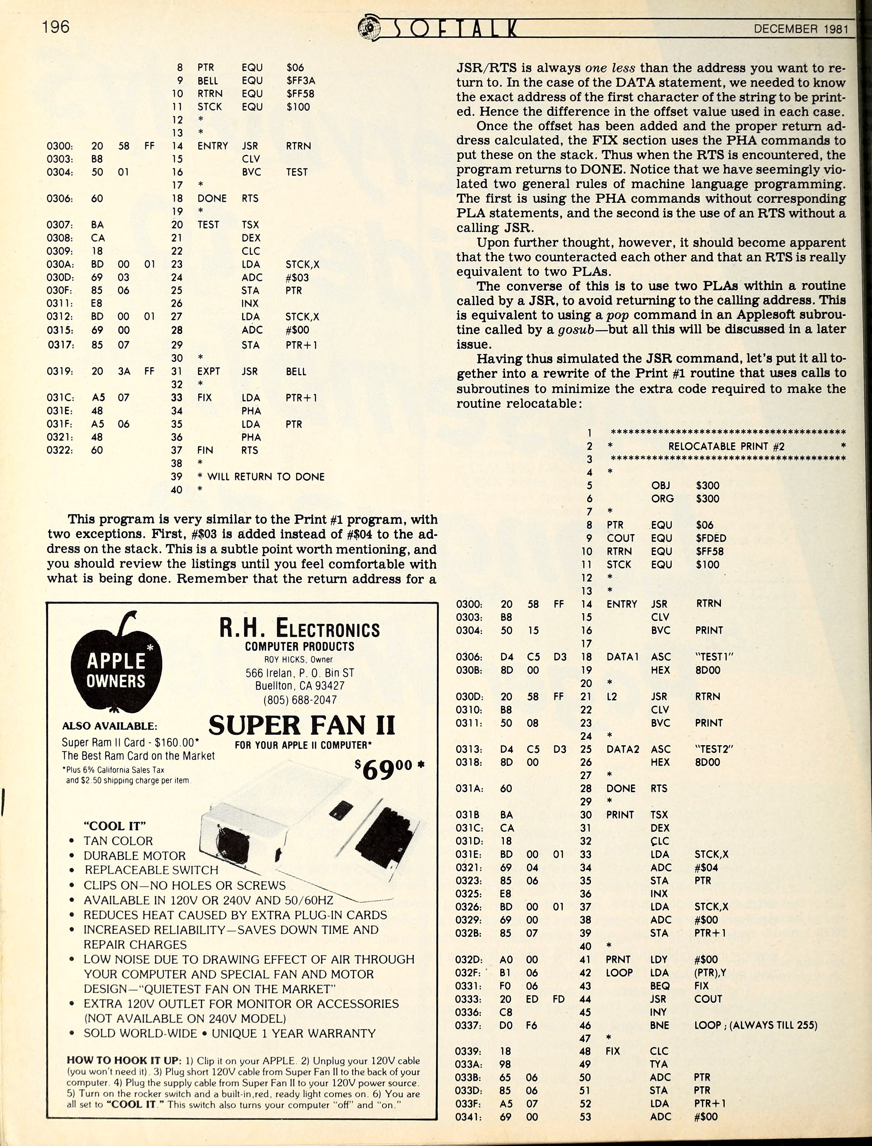 196
SOFTALK
DECEMBER 1981
8 PTR EQU $06
9 BELL EQU $FF3A
10 RTRN EQU $FF58
11 STCK EQU $100
12 *
13 *
0300: 20 58 FF 14 ENTRY JSR RTRN
0303: B8 15 CLV
0304: 50 01 16 BVC TEST
17 *
0306: 60 18 DONE RTS
19 *
0307: BA 20 TEST TSX
0308: CA 21 DEX
0309: 18 22 CLC
030A: BD 00 01 23 LDA STCK,X
030D: 69 03 24 ADC #$03
030F: 85 06 25 STA PTR
0311: E8 26 INX
0312: BD 00 01 27 LDA STCK,X
0315: 69 00 28 ADC #$00
0317: 85 07 29 STA PTR+1
30 *
0319: 20 3A FF 31 EXPT JSR BELL
32 *
031C: A5 07 33 FIX LDA PTR+1
031E: 48 34 PHA
031F: A5 06 35 LDA PTR
0321: 48 36 PHA
0322: 60 37 FIN RTS
38 *
39 * WILL RETURN TO DONE
40 *
This program is very similar to the Print #1 program, with
two exceptions. First, #$03 is added instead of #$04 to the ad-
dress on the stack. This is a subtle point worth mentioning, and
you should review the listings until you feel comfortable with
what is being done. Remember that the return address for a
APPLE*
OWNERS
R.H. ELECTRONICS
COMPUTER PRODUCTS
ROY HICKS, Owner
566 Irelan, P. O. Bin ST
Buellton, CA 93427
(805) 688-2047
ALSO AVAILABLE:
Super Ram II Card - $160.00*
The Best Ram Card on the Market
*Plus 6% California Sales Tax
and $2.50 shipping charge per item.
SUPER FAN II
FOR YOUR APPLE II COMPUTER*
$69.00 *
"COOL IT"
• TAN COLOR
• DURABLE MOTOR
• REPLACEABLE SWITCH
• CLIPS ON—NO HOLES OR SCREWS
• AVAILABLE IN 120V OR 240V AND 50/60HZ
• REDUCES HEAT CAUSED BY EXTRA PLUG-IN CARDS
• INCREASED RELIABILITY—SAVES DOWN TIME AND
REPAIR CHARGES
• LOW NOISE DUE TO DRAWING EFFECT OF AIR THROUGH
YOUR COMPUTER AND SPECIAL FAN AND MOTOR
DESIGN—"QUIETEST FAN ON THE MARKET"
• EXTRA 120V OUTLET FOR MONITOR OR ACCESSORIES
(NOT AVAILABLE ON 240V MODEL)
• SOLD WORLD-WIDE • UNIQUE 1 YEAR WARRANTY
HOW TO HOOK IT UP: 1) Clip it on your APPLE. 2) Unplug your 120V cable
(you won't need it). 3) Plug short 120V cable from Super Fan II to the back of your
computer. 4) Plug the supply cable from Super Fan II to your 120V power source.
5) Turn on the rocker switch and a built-in,red, ready light comes on. 6) You are
all set to "COOL IT." This switch also turns your computer "off" and "on."
JSR/RTS is always one less than the address you want to re-
turn to. In the case of the DATA statement, we needed to know
the exact address of the first character of the string to be print-
ed. Hence the difference in the offset value used in each case.
Once the offset has been added and the proper return ad-
dress calculated, the FIX section uses the PHA commands to
put these on the stack. Thus when the RTS is encountered, the
program returns to DONE. Notice that we have seemingly vio-
lated two general rules of machine language programming.
The first is using the PHA commands without corresponding
PLA statements, and the second is the use of an RTS without a
calling JSR.
Upon further thought, however, it should become apparent
that the two counteracted each other and that an RTS is really
equivalent to two PLAs.
The converse of this is to use two PLAs within a routine
called by a JSR, to avoid returning to the calling address. This
is equivalent to using a pop command in an Applesoft subrou-
tine called by a gosub—but all this will be discussed in a later
issue.
Having thus simulated the JSR command, let's put it all to-
gether into a rewrite of the Print #1 routine that uses calls to
subroutines to minimize the extra code required to make the
routine relocatable:
1 ****************************************
2 * RELOCATABLE PRINT #2 *
3 ****************************************
4 *
5 OBJ $300
6 ORG $300
7 *
8 PTR EQU $06
9 COUT EQU $FDED
10 RTRN EQU $FF58
11 STCK EQU $100
12 *
13 *
0300: 20 58 FF 14 ENTRY JSR RTRN
0303: B8 15 CLV
0304: 50 15 16 BVC PRINT
17
0306: D4 C5 D3 18 DATA1 ASC "TEST1"
030B: 8D 00 19 HEX 8D00
20 *
030D: 20 58 FF 21 L2 JSR RTRN
0310: B8 22 CLV
0311: 50 08 23 BVC PRINT
24 *
0313: D4 C5 D3 25 DATA2 ASC "TEST2"
0318: 8D 00 26 HEX 8D00
27 *
031A: 60 28 DONE RTS
29 *
031B BA 30 PRINT TSX
031C: CA 31 DEX
031D: 18 32 CLC
031E: BD 00 01 33 LDA STCK,X
0321: 69 04 34 ADC #$04
0323: 85 06 35 STA PTR
0325: E8 36 INX
0326: BD 00 01 37 LDA STCK,X
0329: 69 00 38 ADC #$00
032B: 85 07 39 STA PTR+1
40 *
032D: A0 00 41 PRNT LDY #$00
032F: B1 06 42 LOOP LDA (PTR),Y
0331: F0 06 43 BEQ FIX
0333: 20 ED FD 44 JSR COUT
0336: C8 45 INY
0337: D0 F6 46 BNE LOOP ; (ALWAYS TILL 255)
47 *
0339: 18 48 FIX CLC
033A: 98 49 TYA
033B: 65 06 50 ADC PTR
033D: 85 06 51 STA PTR
033F: A5 07 52 LDA PTR+1
0341: 69 00 53 ADC #$00